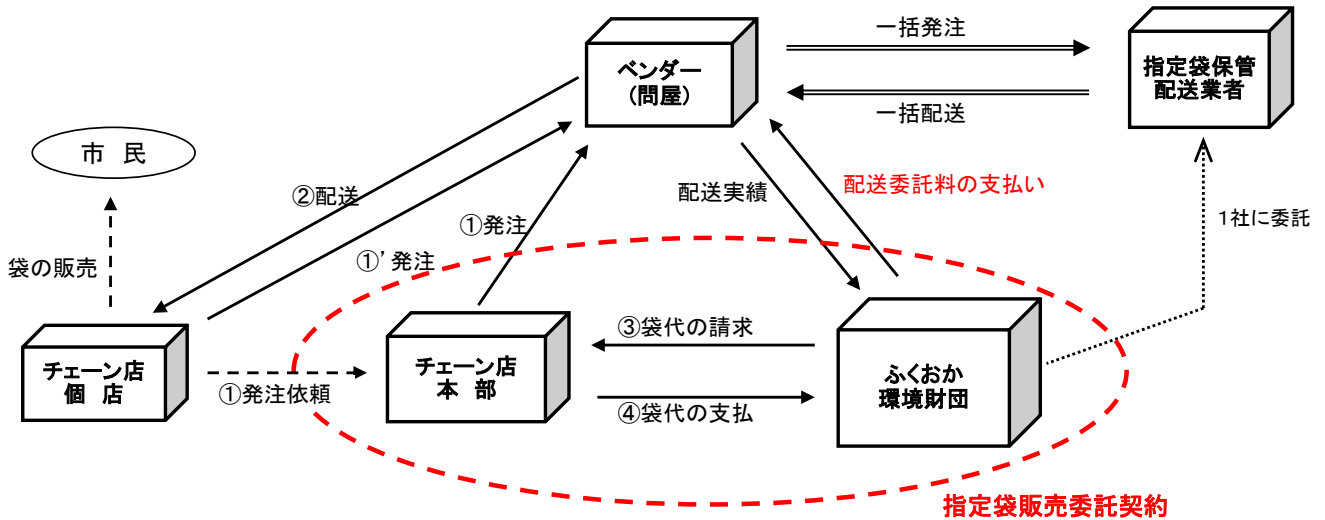 一括発注
ベンダー
(問屋)
指定袋保管
配送業者
一括配送
市 民
②配送
配送実績
配送委託料の支払い
①発注
1社に委託
①’発注
袋の販売
③袋代の請求
チェーン店
個 店
チェーン店
本 部
ふくおか
環境財団
①発注依頼
④袋代の支払
指定袋販売委託契約